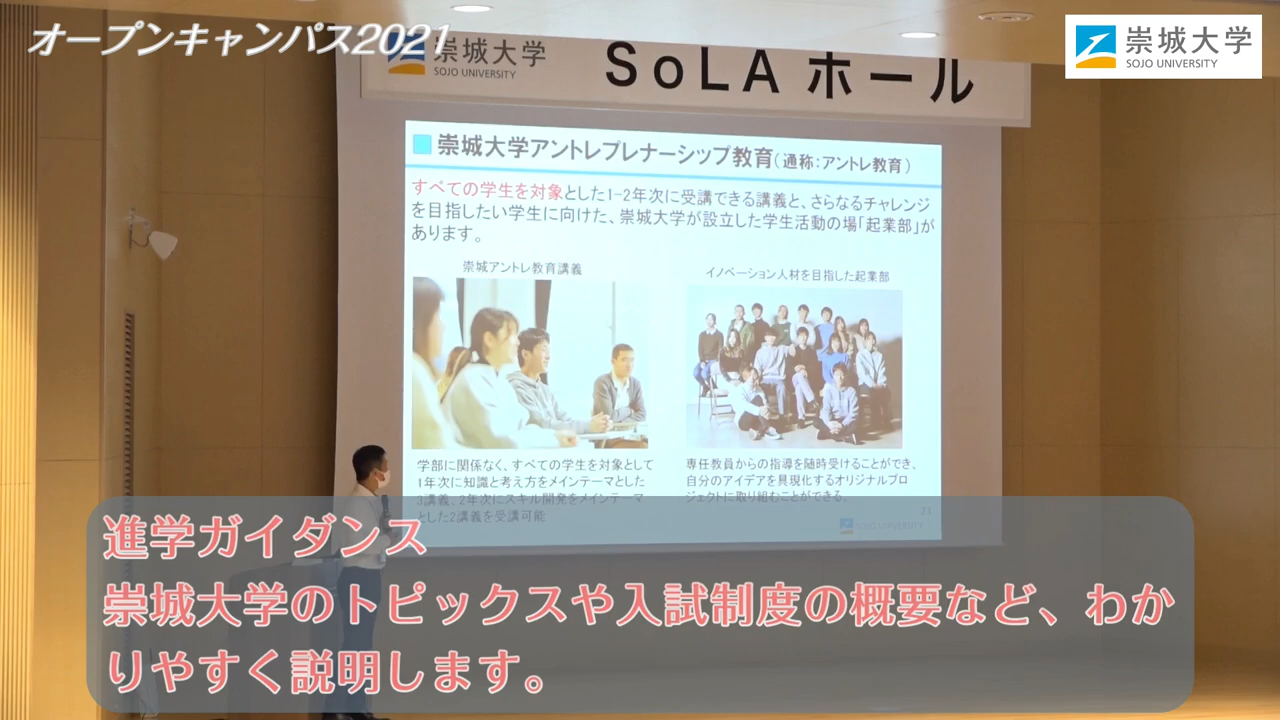 オープンキャンパス2021
崇城大学
SOJO UNIVERSITY
崇城大学
SOJO UNIVERSITY
SoLAホール
崇城大学アントレプレナーシップ教育(通称:アントレ教育)
すべての学生を対象とした1-2年次に受講できる講義と、さらなるチャレンジ
を目指したい学生に向けた、崇城大学が設立した学生活動の場「起業部」が
あります。
崇城アントレ教育講義
イノベーション人材を目指した起業部
学部に関係なく、すべての学生を対象として
1年次に知識と考え方をメインテーマとした
3講義、2年次にスキル開発をメインテーマ
とした2講義を受講可能
専任教員からの指導を随時受けることができ、
自分のアイデアを具現化するオリジナルプロ
ジェクトに取り組むことができる。
23
SOJO UNIVERSITY
進学ガイダンス
崇城大学のトピックスや入試制度の概要など、わか
りやすく説明します。